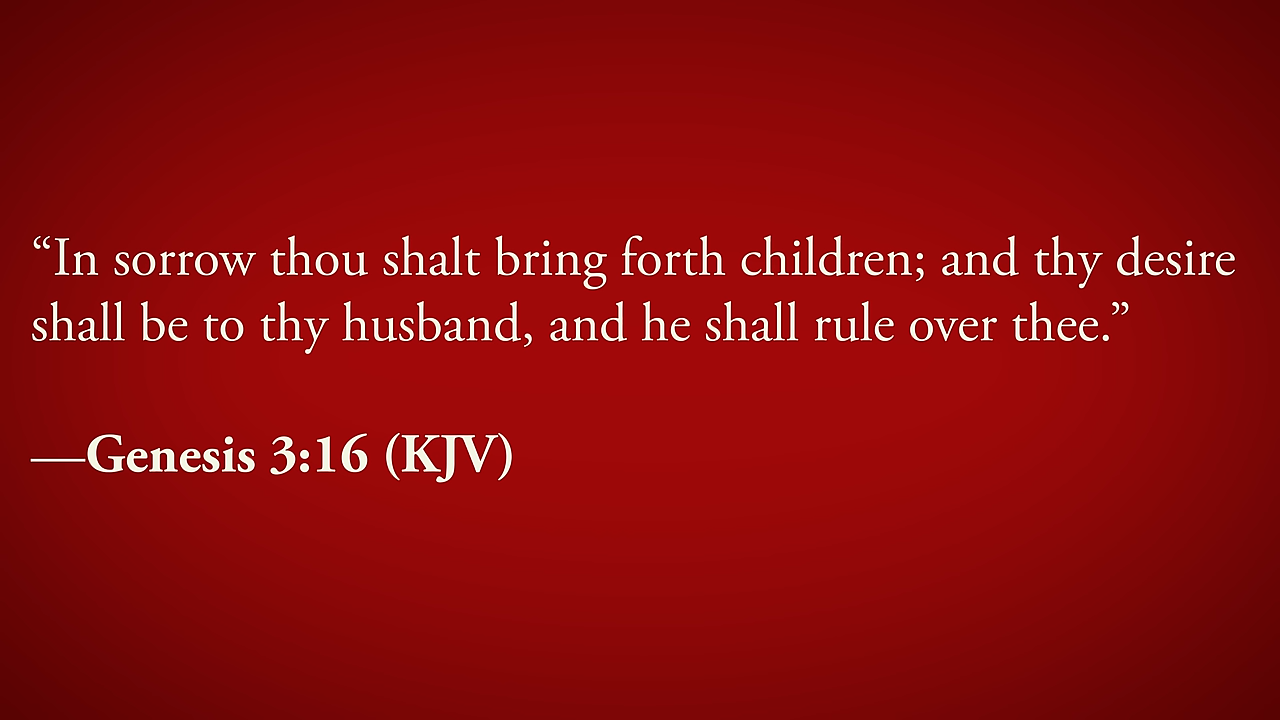 “In sorrow thou shalt bring forth children; and thy desire
shall be to thy husband, and he shall rule over thee.”
—Genesis 3:16 (KJV)